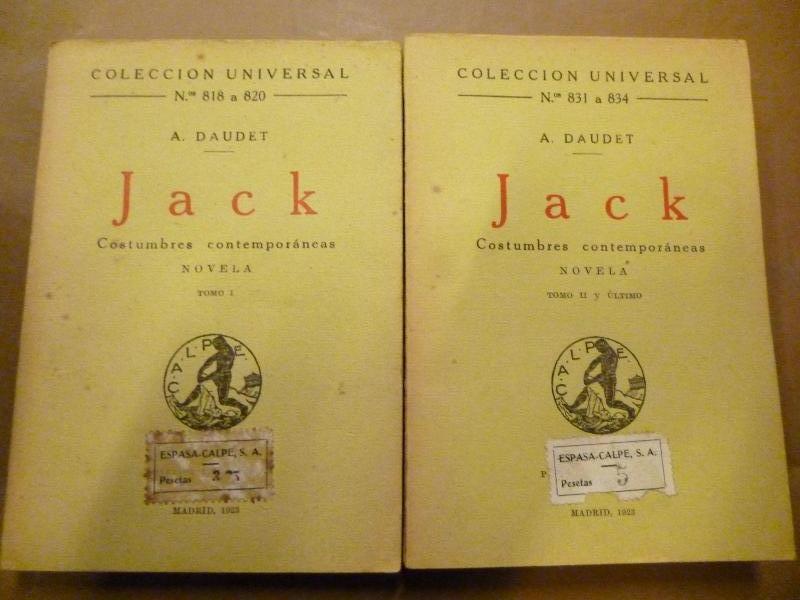 COLECCION UNIVERSAL
N.os 818 a 820
A. DAUDET
Jack
Costumbres contemporáneas
NOVELA
TOMO I
C·A·L·P·E·
ESPASA-CALPE, S. A.
Pesetas
MADRID, 1923
COLECCION UNIVERSAL
N.os 831 a 834
A. DAUDET
Jack
Costumbres contemporáneas
NOVELA
TOMO II y ÚLTIMO
C·A·L·P·E·
ESPASA-CALPE, S. A.
Pesetas 5
P
MADRID, 1923